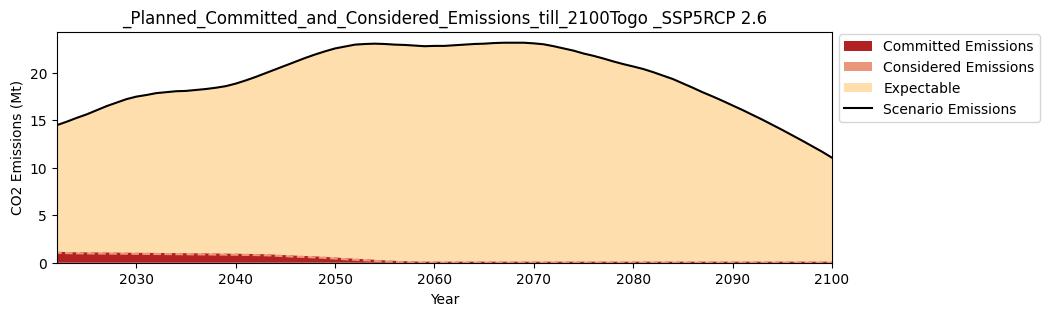 _Planned_Committed_and_Considered_Emissions_till_2100Togo _SSP5RCP 2.6
Committed Emissions
Considered Emissions
Expectable
Scenario Emissions
CO2 Emissions (Mt)
20
15
10
5
0
2030 2040 2050 2060 2070 2080 2090 2100
Year